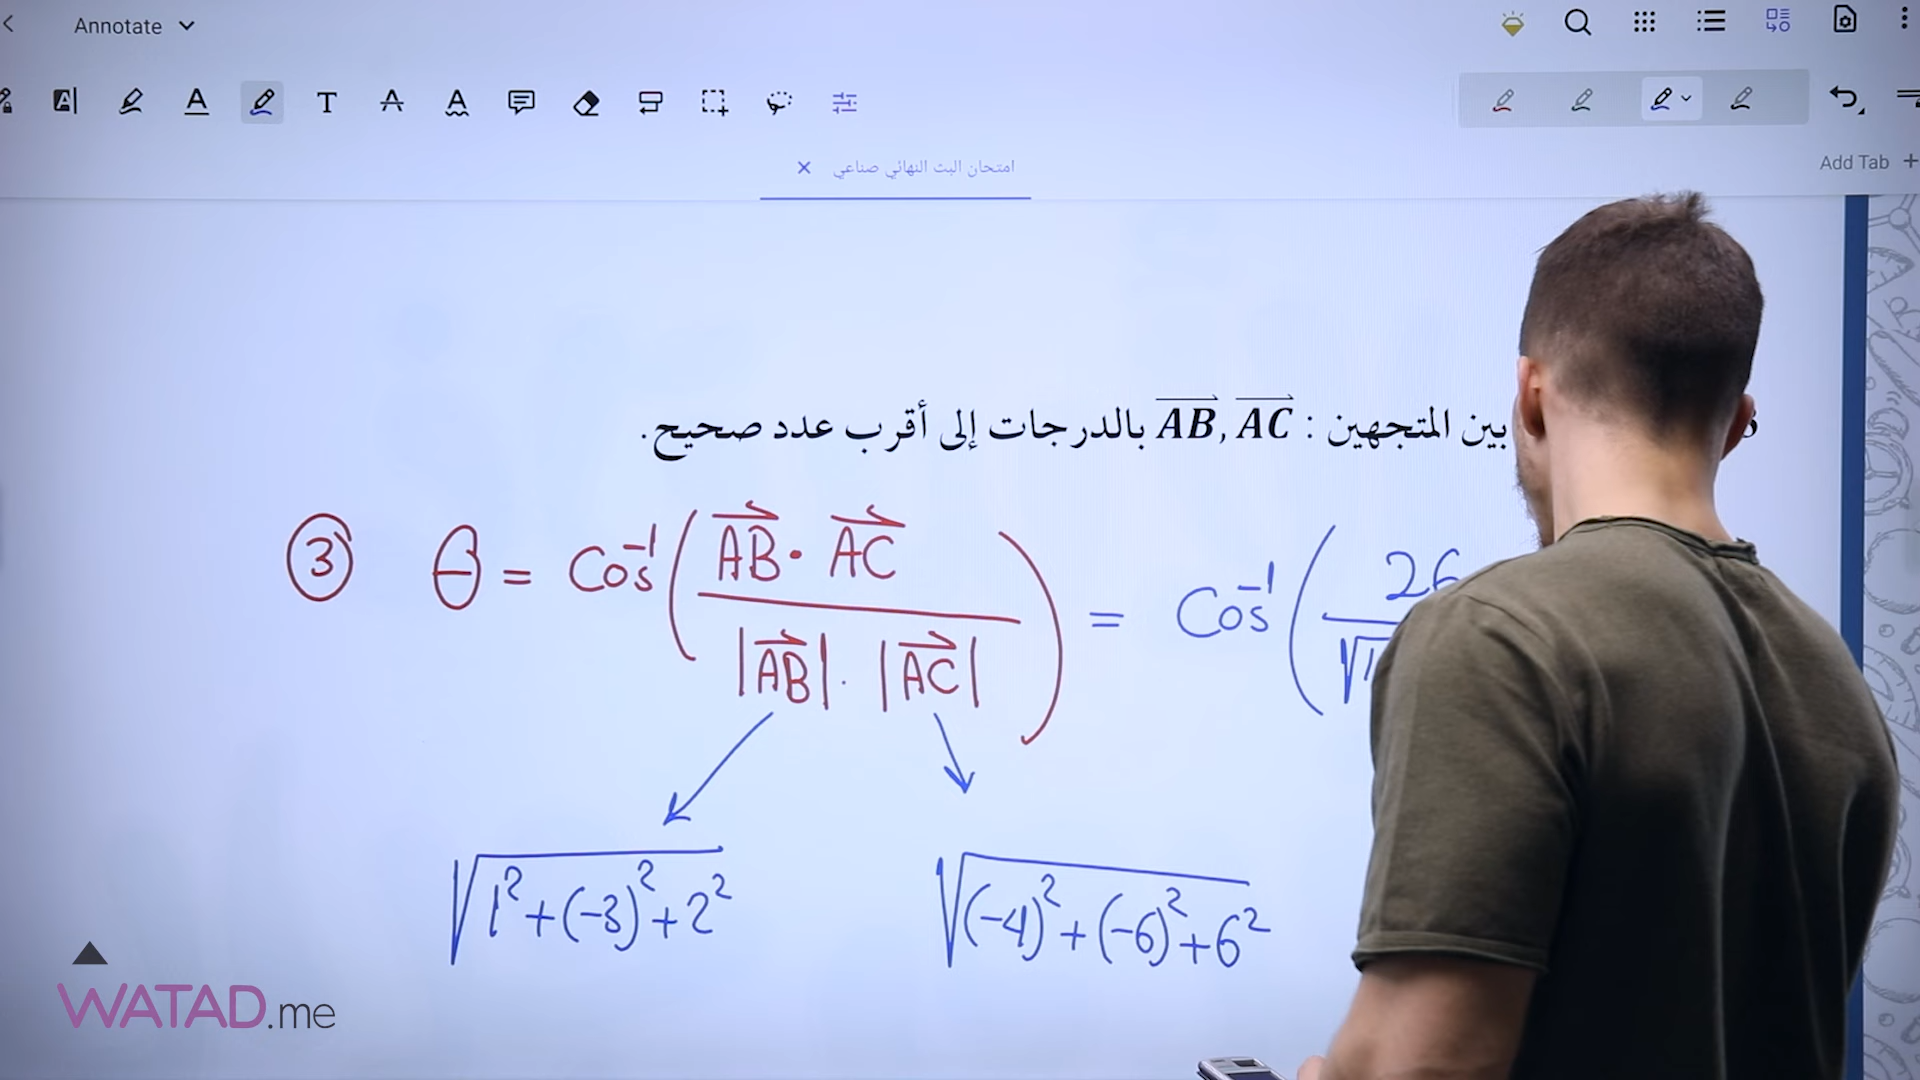 Annotate
T
امتحان البث النهائي صناعي
Add Tab +
بين المتجهين : AB, AC بالدرجات إلى أقرب عدد صحيح.
③ θ = Cos⁻¹( AB · AC / |AB| · |AC| ) = Cos⁻¹( 26
√1² + (-3)² + 2²
√(-4)² + (-6)² + 6²
WATAD.me